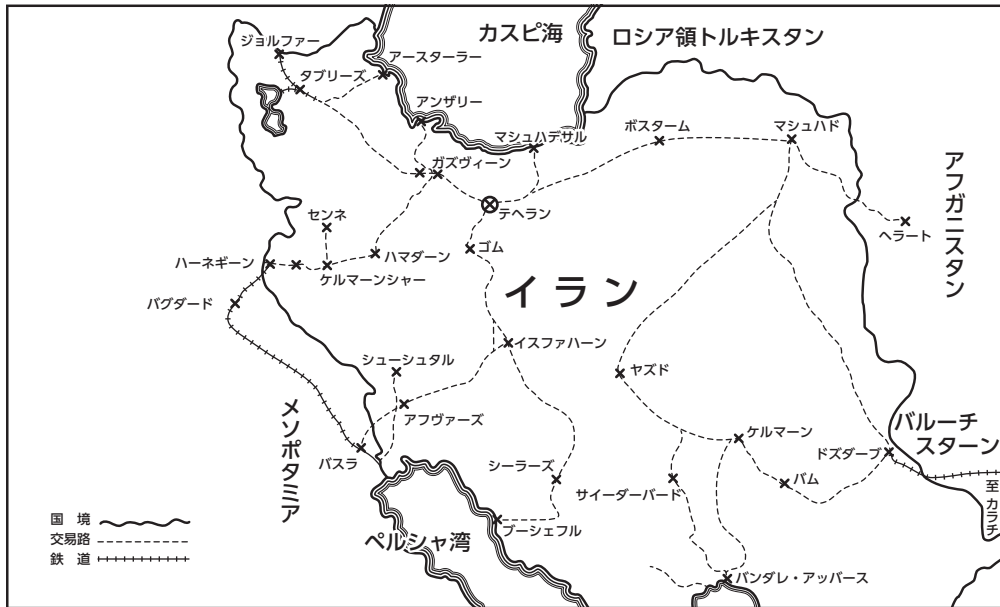 カスピ海
ロシア領トルキスタン
ジョルファー
タブリーズ
アースターラー
アンザリー
マシュハデサル
ボスターム
マシュハド
ガズヴィーン
テヘラン
アフガニスタン
ヘラート
センネ
ゴム
ハマダーン
ハーネギーン
ケルマーンシャー
バグダード
イラン
イスファハーン
シューシュタル
ヤズド
アフヴァーズ
メソポタミア
バスラ
ケルマーン
バルーチ
スターン
ドズダーブ
シーラーズ
サイーダーバード
バム
至カラチ
ブーシェフル
ペルシャ湾
バンダレ・アッバース
国 境
交易路
鉄 道